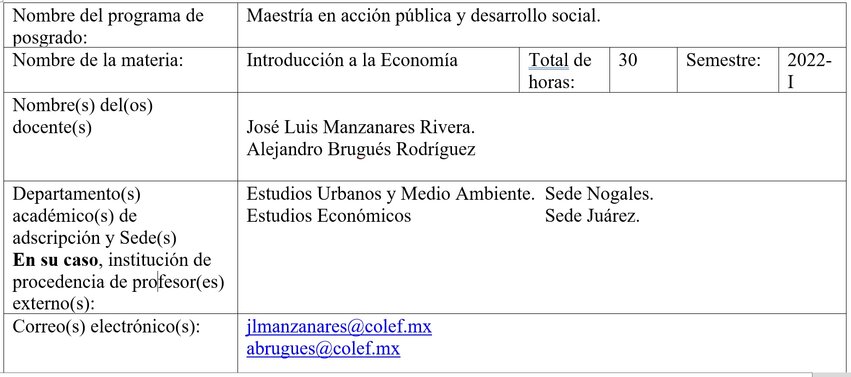 Nombre del programa de
posgrado:
Maestría en acción pública y desarrollo social.
Nombre de la materia:
Introducción a la Economía
Total de
horas:
30
Semestre:
2022-
I
Nombre(s) del(os)
docente(s)
José Luis Manzanares Rivera.
Alejandro Brugués Rodríguez
Departamento(s)
académico(s) de
adscripción y Sede(s)
En su caso, institución de
procedencia de profesor(es)
externo(s):
Estudios Urbanos y Medio Ambiente. Sede Nogales.
Estudios Económicos Sede Juárez.
Correo(s) electrónico(s):
jlmanzanares@colef.mx
abrugues@colef.mx